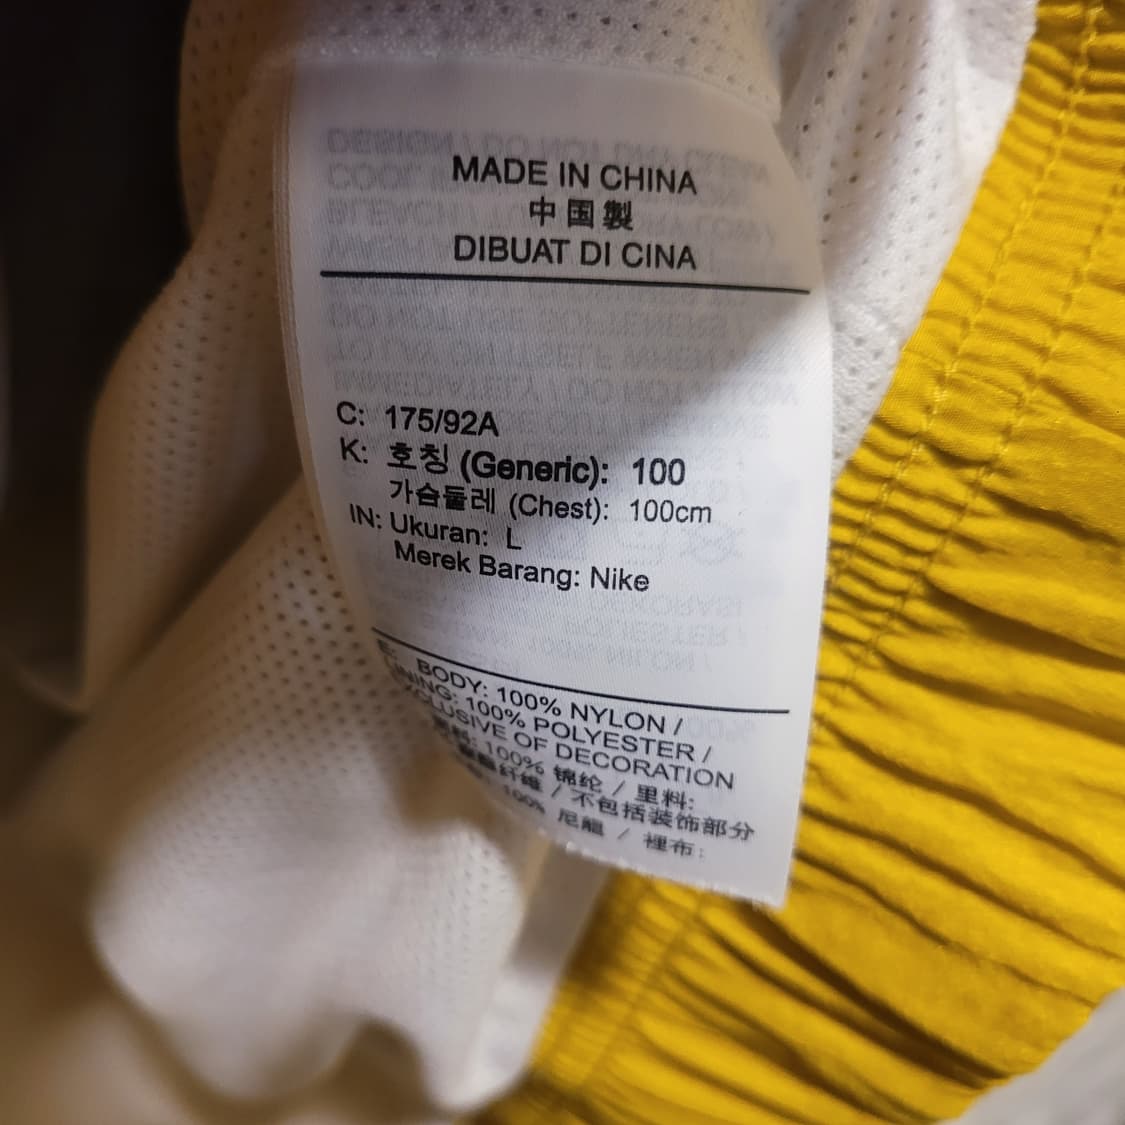 MADE IN CHINA
中国製
DIBUAT DI CINA
C: 175/92A
K: 호칭 (Generic): 100
가슴둘레 (Chest): 100cm
IN: Ukuran: L
Merek Barang: Nike
E: BODY: 100% NYLON /
LINING: 100% POLYESTER /
EXCLUSIVE OF DECORATION
100% 锦纶 / 里料:
纤维 / 不包括装饰部分
100% 尼龍 / 裡布: